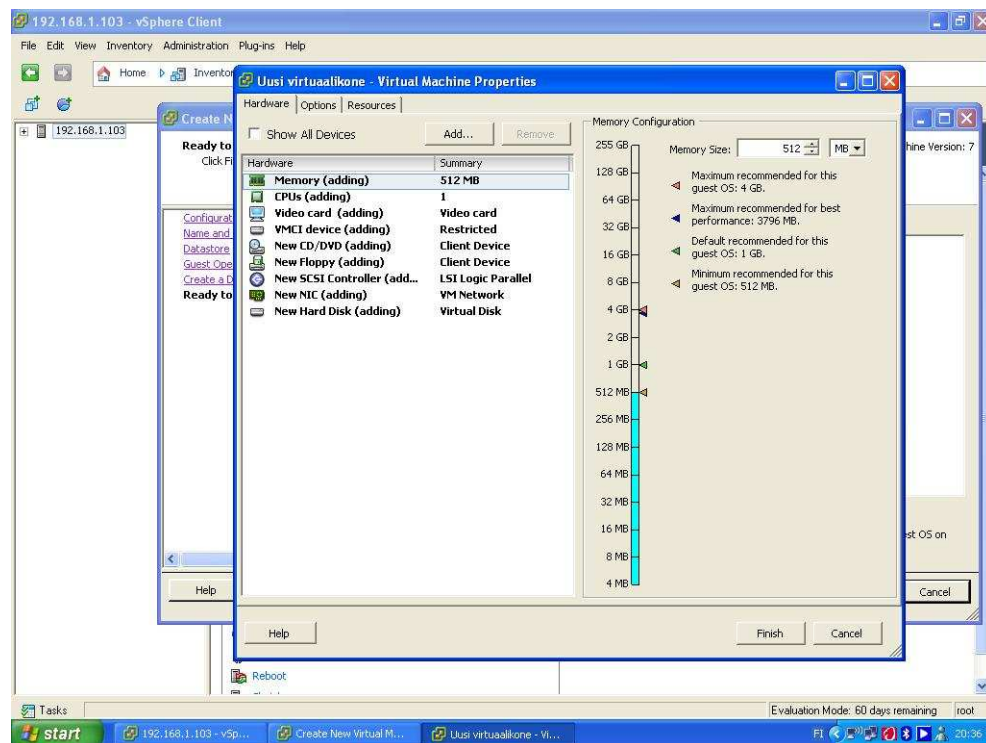 192.168.1.103 - vSphere Client
File Edit View Inventory Administration Plug-ins Help
Home Inventor
192.168.1.103
Create N
Ready to
Click Fi
hine Version: 7
Configurat
Name and
Datastore
Guest Ope
Create a D
Ready to
est OS on
Help
Cancel
Uusi virtuaalikone - Virtual Machine Properties
Hardware Options Resources
Show All Devices Add... Remove
Hardware Summary
Memory (adding) 512 MB
CPUs (adding) 1
Video card (adding) Video card
VMCI device (adding) Restricted
New CD/DVD (adding) Client Device
New Floppy (adding) Client Device
New SCSI Controller (add... LSI Logic Parallel
New NIC (adding) VM Network
New Hard Disk (adding) Virtual Disk
Memory Configuration
255 GB
128 GB
64 GB
32 GB
16 GB
8 GB
4 GB
2 GB
1 GB
512 MB
256 MB
128 MB
64 MB
32 MB
16 MB
8 MB
4 MB
Memory Size: 512 MB
Maximum recommended for this
guest OS: 4 GB.
Maximum recommended for best
performance: 3796 MB.
Default recommended for this
guest OS: 1 GB.
Minimum recommended for this
guest OS: 512 MB.
Help Finish Cancel
Reboot
Tasks Evaluation Mode: 60 days remaining root
start 192.168.1.103 - vSp... Create New Virtual M... Uusi virtuaalikone - Vi... FI 20:36